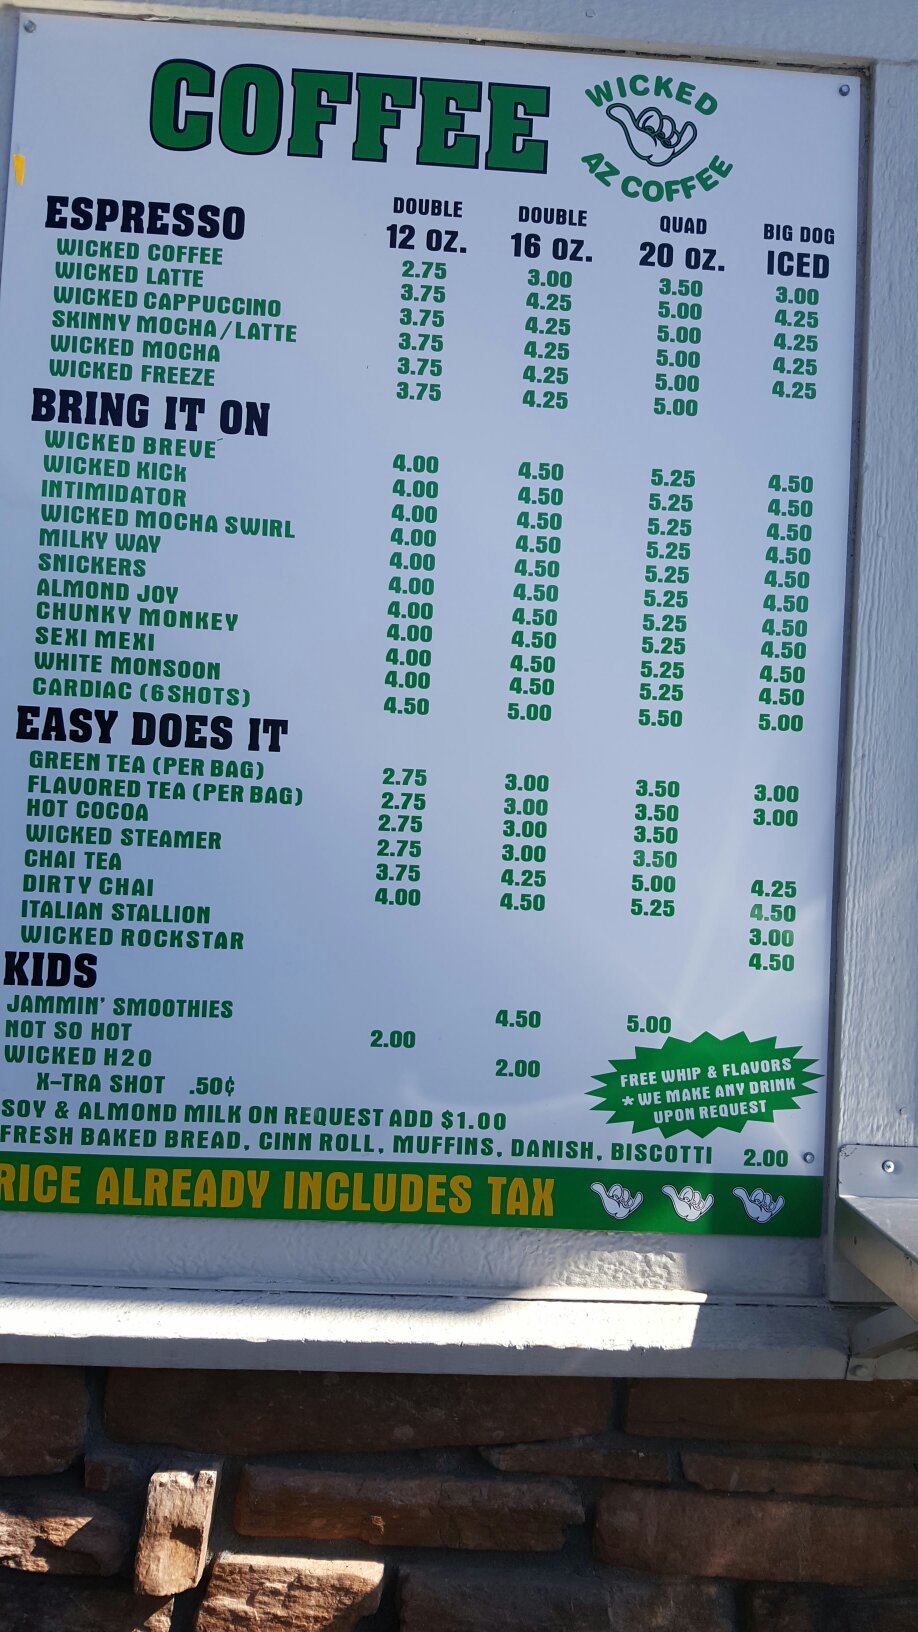 COFFEE
WICKED
AZ COFFEE
DOUBLE DOUBLE QUAD BIG DOG
ESPRESSO 12 OZ. 16 OZ. 20 OZ. ICED
WICKED COFFEE 2.75 3.00 3.50 3.00
WICKED LATTE 3.75 4.25 5.00 4.25
WICKED CAPPUCCINO 3.75 4.25 5.00 4.25
SKINNY MOCHA/LATTE 3.75 4.25 5.00 4.25
WICKED MOCHA 3.75 4.25 5.00 4.25
WICKED FREEZE 3.75 4.25 5.00
BRING IT ON
WICKED BREVE 4.00 4.50 5.25 4.50
WICKED KICK 4.00 4.50 5.25 4.50
INTIMIDATOR 4.00 4.50 5.25 4.50
WICKED MOCHA SWIRL 4.00 4.50 5.25 4.50
MILKY WAY 4.00 4.50 5.25 4.50
SNICKERS 4.00 4.50 5.25 4.50
ALMOND JOY 4.00 4.50 5.25 4.50
CHUNKY MONKEY 4.00 4.50 5.25 4.50
SEXI MEXI 4.00 4.50 5.25 4.50
WHITE MONSOON 4.00 4.50 5.25 4.50
CARDIAC (6SHOTS) 4.50 5.00 5.50 5.00
EASY DOES IT
GREEN TEA (PER BAG) 2.75 3.00 3.50 3.00
FLAVORED TEA (PER BAG) 2.75 3.00 3.50 3.00
HOT COCOA 2.75 3.00 3.50
WICKED STEAMER 2.75 3.00 3.50
CHAI TEA 3.75 4.25 5.00 4.25
DIRTY CHAI 4.00 4.50 5.25 4.50
ITALIAN STALLION 3.00
WICKED ROCKSTAR 4.50
KIDS
JAMMIN' SMOOTHIES 4.50 5.00
NOT SO HOT 2.00
WICKED H20 2.00
X-TRA SHOT .50¢
FREE WHIP & FLAVORS
* WE MAKE ANY DRINK
UPON REQUEST
SOY & ALMOND MILK ON REQUEST ADD $1.00
FRESH BAKED BREAD, CINN ROLL, MUFFINS, DANISH, BISCOTTI 2.00
RICE ALREADY INCLUDES TAX